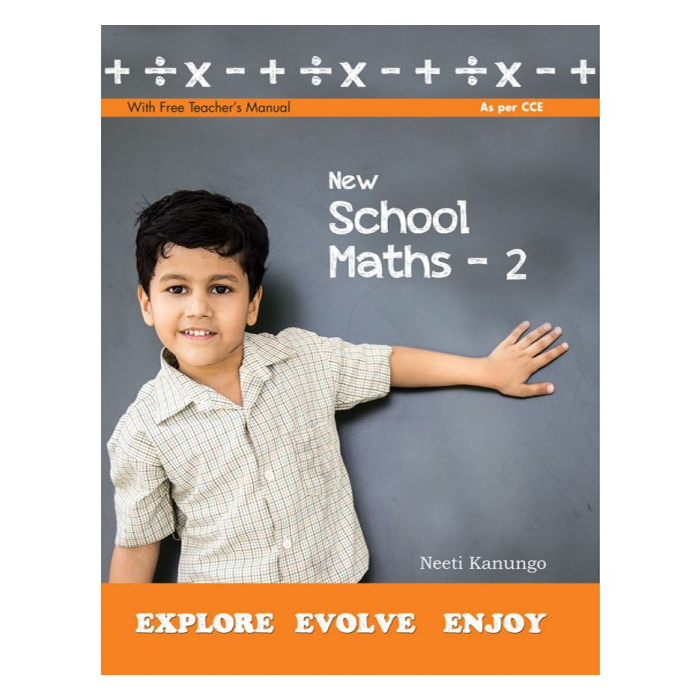 + ÷ x - + ÷ x - + ÷ x - +
With Free Teacher's Manual As per CCE
New
School
Maths - 2
Neeti Kanungo
EXPLORE EVOLVE ENJOY